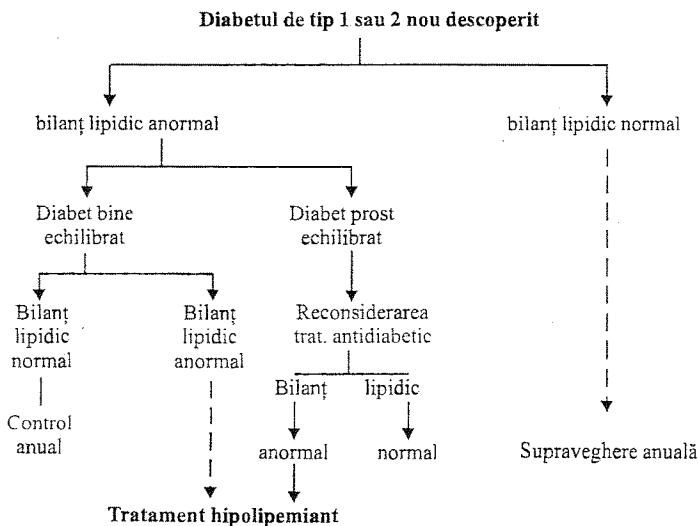 Diabetul de tip 1 sau 2 nou descoperit
bilanț lipidic anormal
bilanț lipidic normal
Diabet bine
echilibrat
Diabet prost
echilibrat
Bilanț
lipidic
normal
Bilanț
lipidic
anormal
Reconsiderarea
trat. antidiabetic
Bilanț lipidic
Control
anual
anormal
normal
Supraveghere anuală
Tratament hipolipemiant